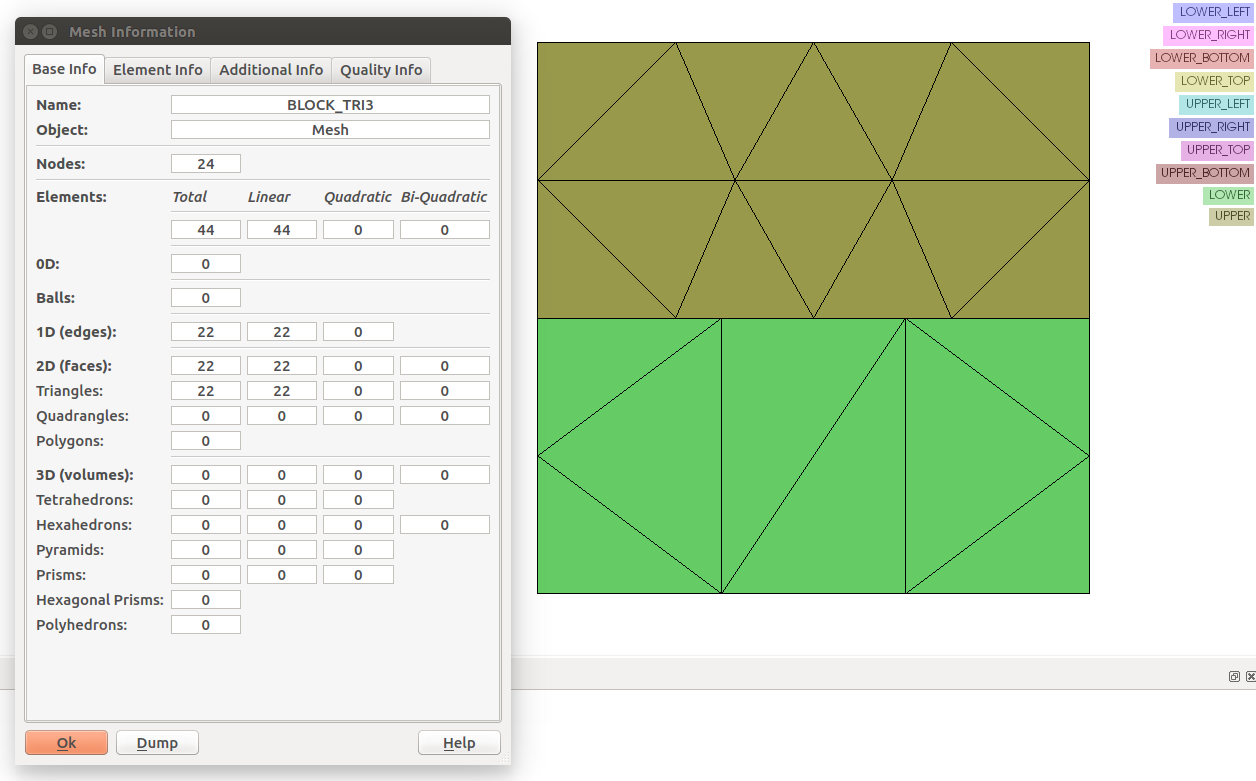 Mesh Information
Base Info Element Info Additional Info Quality Info
Name: BLOCK_TRI3
Object: Mesh
Nodes: 24
Elements: Total Linear Quadratic Bi-Quadratic
44 44 0 0
0D: 0
Balls: 0
1D (edges): 22 22 0
2D (faces): 22 22 0 0
Triangles: 22 22 0 0
Quadrangles: 0 0 0 0
Polygons: 0
3D (volumes): 0 0 0 0
Tetrahedrons: 0 0 0
Hexahedrons: 0 0 0 0
Pyramids: 0 0 0
Prisms: 0 0 0
Hexagonal Prisms: 0
Polyhedrons: 0
Ok Dump Help
LOWER_LEFT
LOWER_RIGHT
LOWER_BOTTOM
LOWER_TOP
UPPER_LEFT
UPPER_RIGHT
UPPER_TOP
UPPER_BOTTOM
LOWER
UPPER